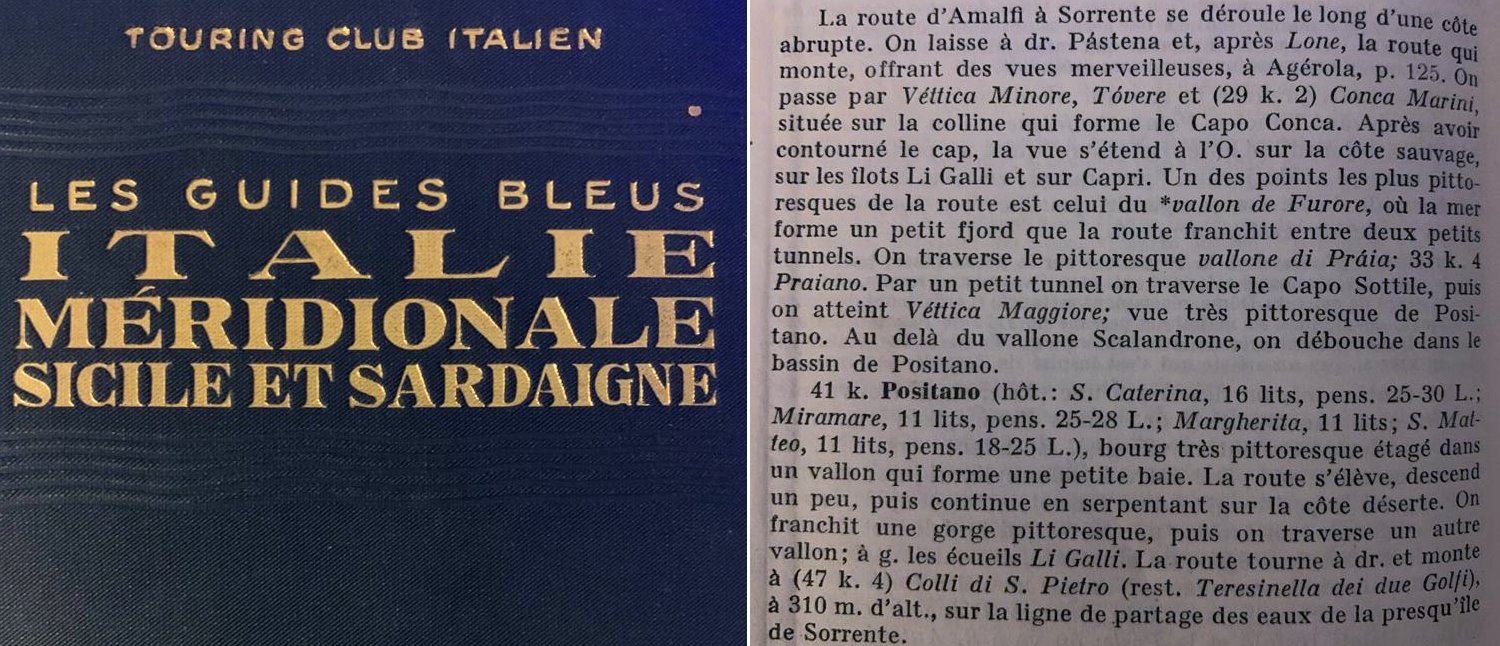 TOURING CLUB ITALIEN
LES GUIDES BLEUS
ITALIE
MÉRIDIONALE
SICILE ET SARDAIGNE
La route d'Amalfi à Sorrente se déroule le long d'une côte
abrupte. On laisse à dr. Pástena et, après Lone, la route qui
monte, offrant des vues merveilleuses, à Agérola, p. 125. On
passe par Véttica Minore, Tóvere et (29 k. 2) Conca Marini,
située sur la colline qui forme le Capo Conca. Après avoir
contourné le cap, la vue s'étend à l'O. sur la côte sauvage,
sur les îlots Li Galli et sur Capri. Un des points les plus pitto-
resques de la route est celui du *vallon de Furore, où la mer
forme un petit fjord que la route franchit entre deux petits
tunnels. On traverse le pittoresque vallone di Práia; 33 k. 4
Praiano. Par un petit tunnel on traverse le Capo Sottile, puis
on atteint Véttica Maggiore; vue très pittoresque de Posi-
tano. Au delà du vallone Scalandrone, on débouche dans le
bassin de Positano.
41 k. Positano (hôt.: S. Caterina, 16 lits, pens. 25-30 L.;
Miramare, 11 lits, pens. 25-28 L.; Margherita, 11 lits; S. Mat-
teo, 11 lits, pens. 18-25 L.), bourg très pittoresque étagé dans
un vallon qui forme une petite baie. La route s'élève, descend
un peu, puis continue en serpentant sur la côte déserte. On
franchit une gorge pittoresque, puis on traverse un autre
vallon; à g. les écueils Li Galli. La route tourne à dr. et monte
à (47 k. 4) Colli di S. Pietro (rest. Teresinella dei due Golfi),
à 310 m. d'alt., sur la ligne de partage des eaux de la presqu'île
de Sorrente.